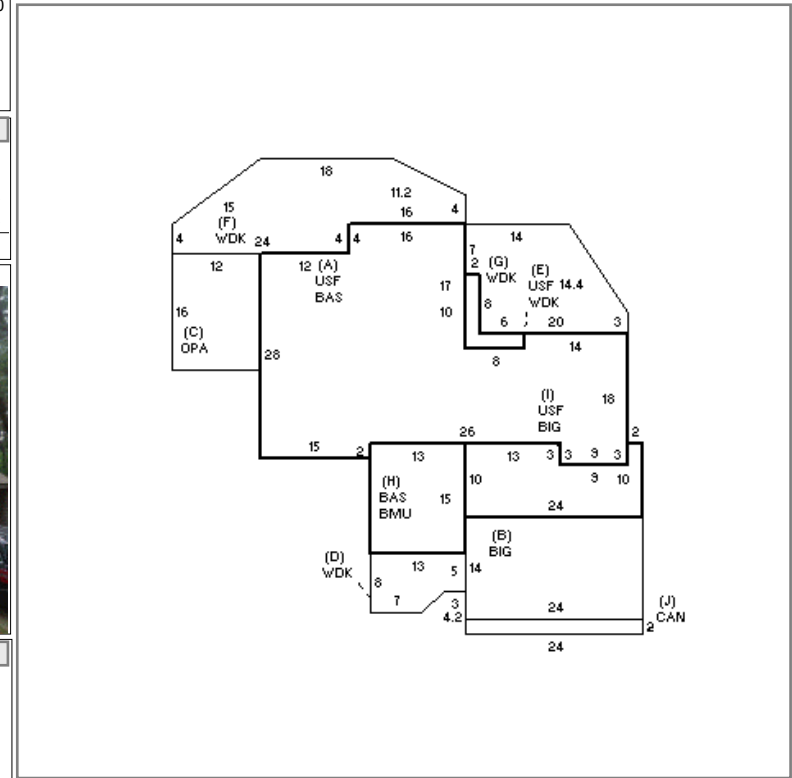 18
11.2
15
16
4
(F)
WDK
4
24
4
4
16
14
12
12
(A)
USF
BAS
7
2
(G)
WDK
(E)
USF
WDK
14.4
17
10
8
16
(C)
OPA
6
20
3
28
8
14
(I)
USF
BIG
18
26
2
15
2
13
13
3
3
9
3
(H)
BAS
BMU
15
10
9
10
24
(B)
BIG
(D)
WDK
13
5
14
8
7
3
4.2
24
(J)
CAN
2
24